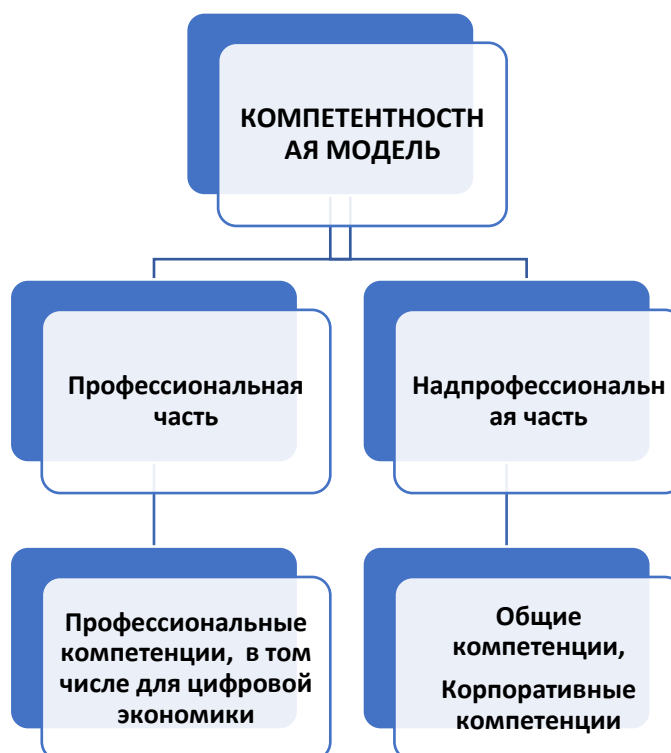 КОМПЕТЕНТНОСТН
АЯ МОДЕЛЬ
Профессиональная
часть
Надпрофессиональн
ая часть
Профессиональные
компетенции, в том
числе для цифровой
экономики
Общие
компетенции,
Корпоративные
компетенции